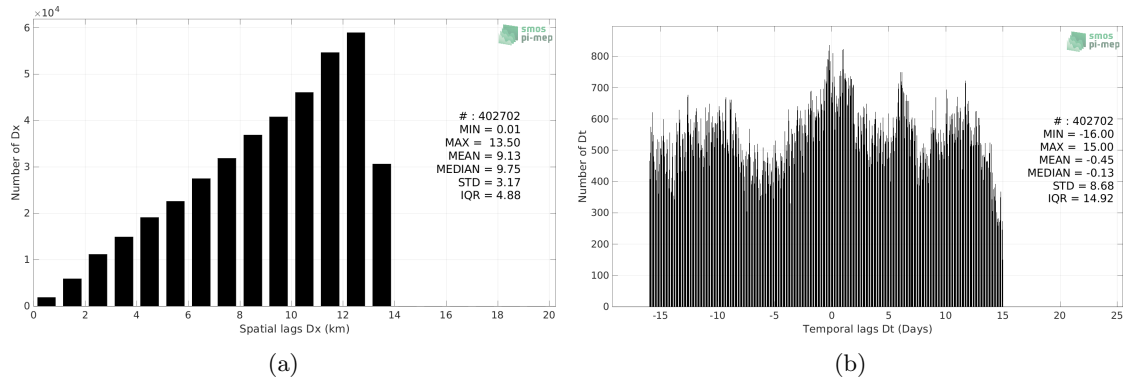 ×10⁴
6
5
4
3
2
1
0
Number of Dx
0 2 4 6 8 10 12 14 16 18 20
Spatial lags Dx (km)
smos
pi-mep
# : 402702
MIN = 0.01
MAX = 13.50
MEAN = 9.13
MEDIAN = 9.75
STD = 3.17
IQR = 4.88
(a)
800
700
600
500
400
300
200
100
0
Number of Dt
-15 -10 -5 0 5 10 15 20 25
Temporal lags Dt (Days)
smos
pi-mep
# : 402702
MIN = -16.00
MAX = 15.00
MEAN = -0.45
MEDIAN = -0.13
STD = 8.68
IQR = 14.92
(b)